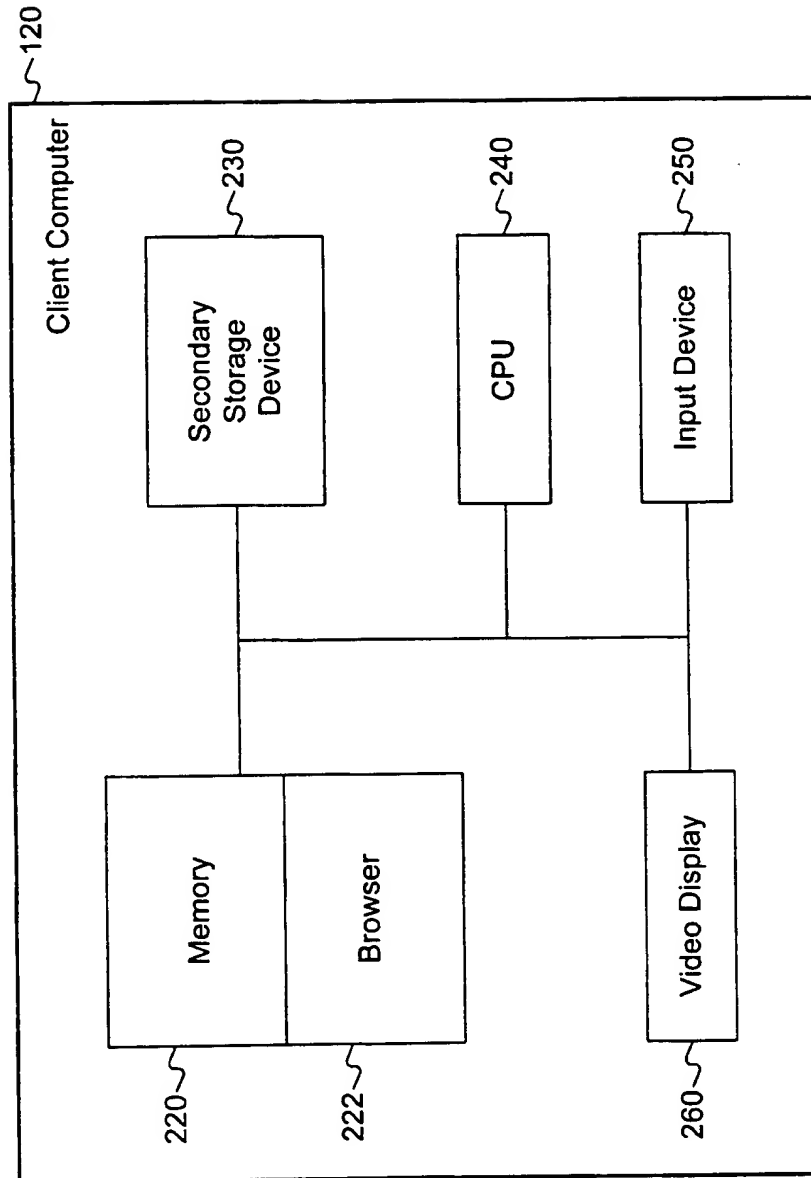 120
Client Computer
220
Memory
222
Browser
Secondary
Storage
Device
230
CPU
240
260
Video Display
Input Device
250